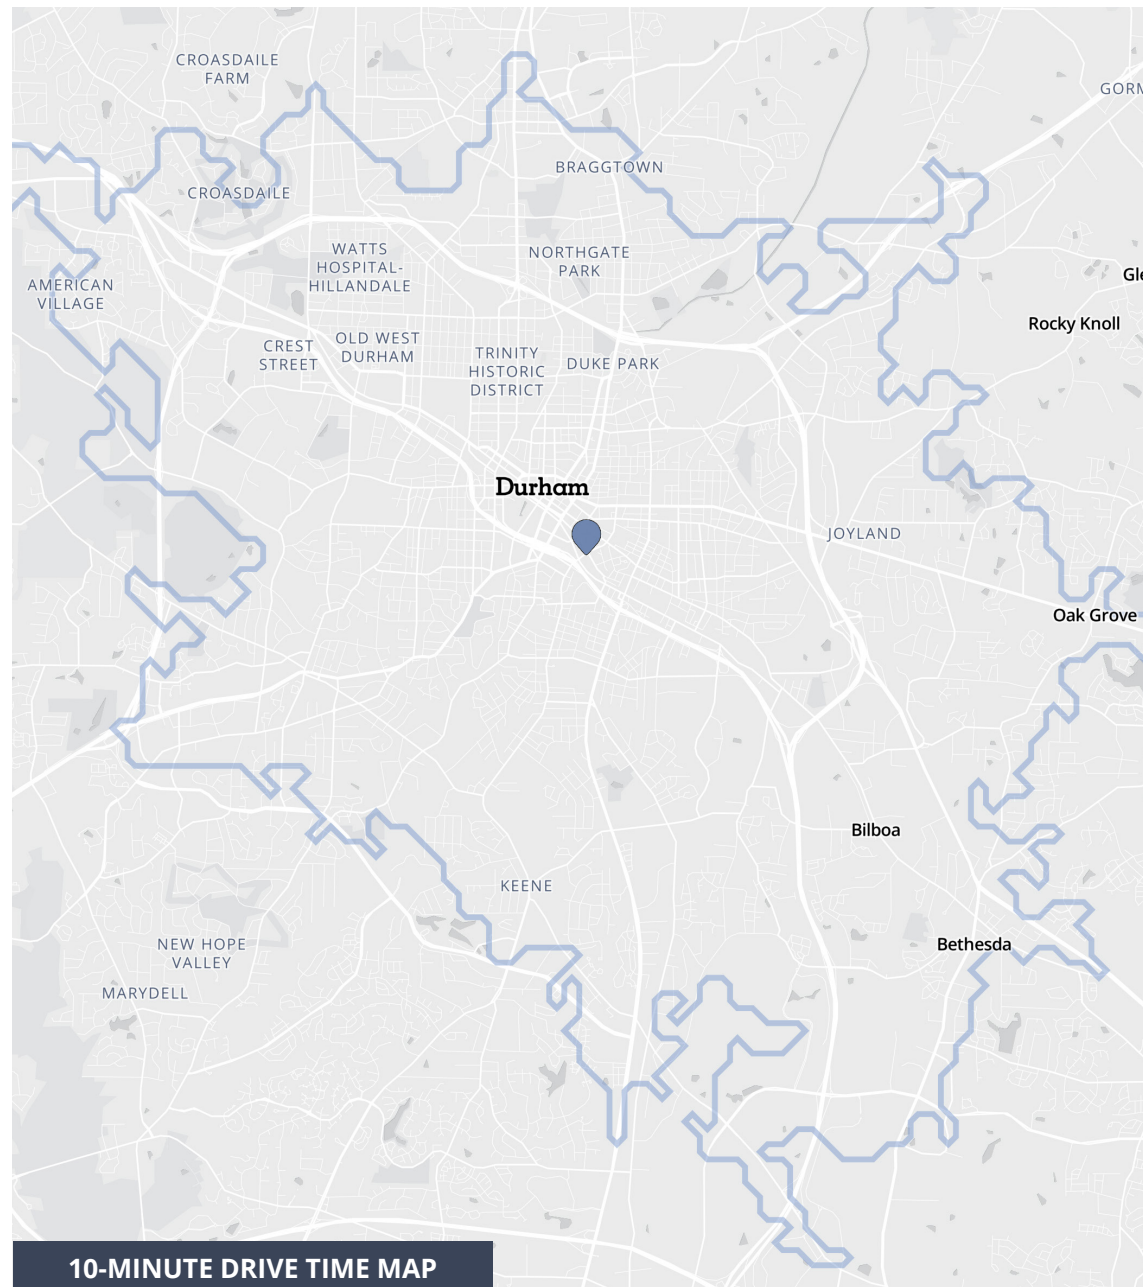 CROASDAILE
FARM
BRAGGTOWN
CROASDAILE
WATTS
HOSPITAL-
HILLANDALE
NORTHGATE
PARK
AMERICAN
VILLAGE
Rocky Knoll
CREST
STREET
OLD WEST
DURHAM
TRINITY
HISTORIC
DISTRICT
DUKE PARK
Durham
JOYLAND
Oak Grove
Bilboa
KEENE
NEW HOPE
VALLEY
Bethesda
MARYDELL
10-MINUTE DRIVE TIME MAP